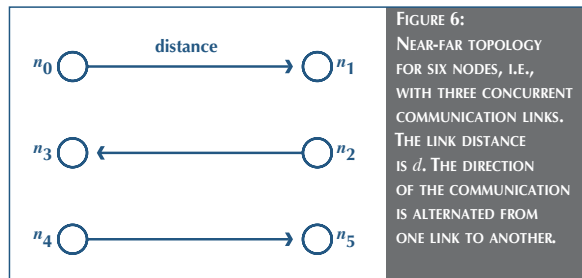 distance
n0 n1
n3 n2
n4 n5
FIGURE 6:
NEAR-FAR TOPOLOGY
FOR SIX NODES, I.E.,
WITH THREE CONCURRENT
COMMUNICATION LINKS.
THE LINK DISTANCE
IS d. THE DIRECTION
OF THE COMMUNICATION
IS ALTERNATED FROM
ONE LINK TO ANOTHER.